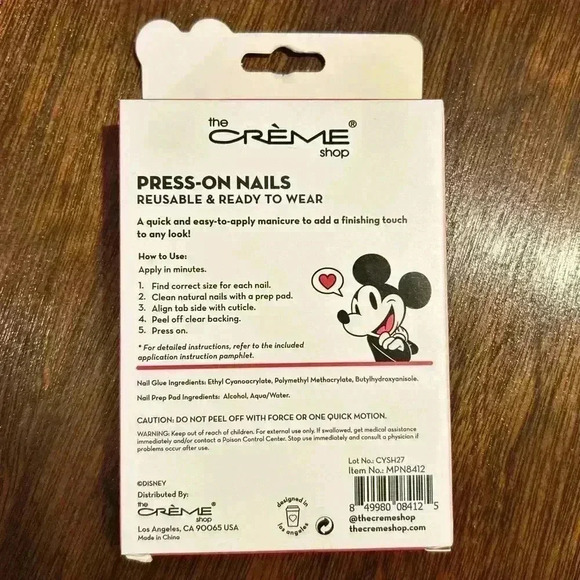 the
CRÈME®
shop
PRESS-ON NAILS
REUSABLE & READY TO WEAR
A quick and easy-to-apply manicure to add a finishing touch
to any look!
How to Use:
Apply in minutes.
1. Find correct size for each nail.
2. Clean natural nails with a prep pad.
3. Align tab side with cuticle.
4. Peel off clear backing.
5. Press on.
* For detailed instructions, refer to the included
application instruction pamphlet.
Nail Glue Ingredients: Ethyl Cyanoacrylate, Polymethyl Methacrylate, Butylhydroxyanisole.
Nail Prep Pad Ingredients: Alcohol, Aqua/Water.
CAUTION: DO NOT PEEL OFF WITH FORCE OR ONE QUICK MOTION.
WARNING: Keep out of reach of children. For external use only. If swallowed, get medical assistance
immediately and/or contact a Poison Control Center. Stop use immediately and consult a physician if
problems occur after use.
©DISNEY
Distributed By:
the
CRÈME
shop
Los Angeles, CA 90065 USA
Made in China
designed in
los angeles
Lot No.: CYSH27
Item No.: MPN8412
8 49980 08412 5
@thecremeshop
thecremeshop.com